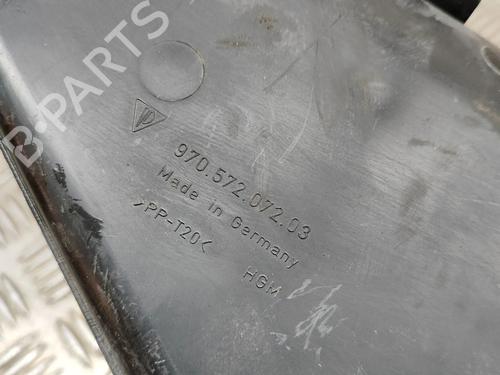 B-PARTS
970.572.072.03
Made in Germany
>PP-T20<
HGM